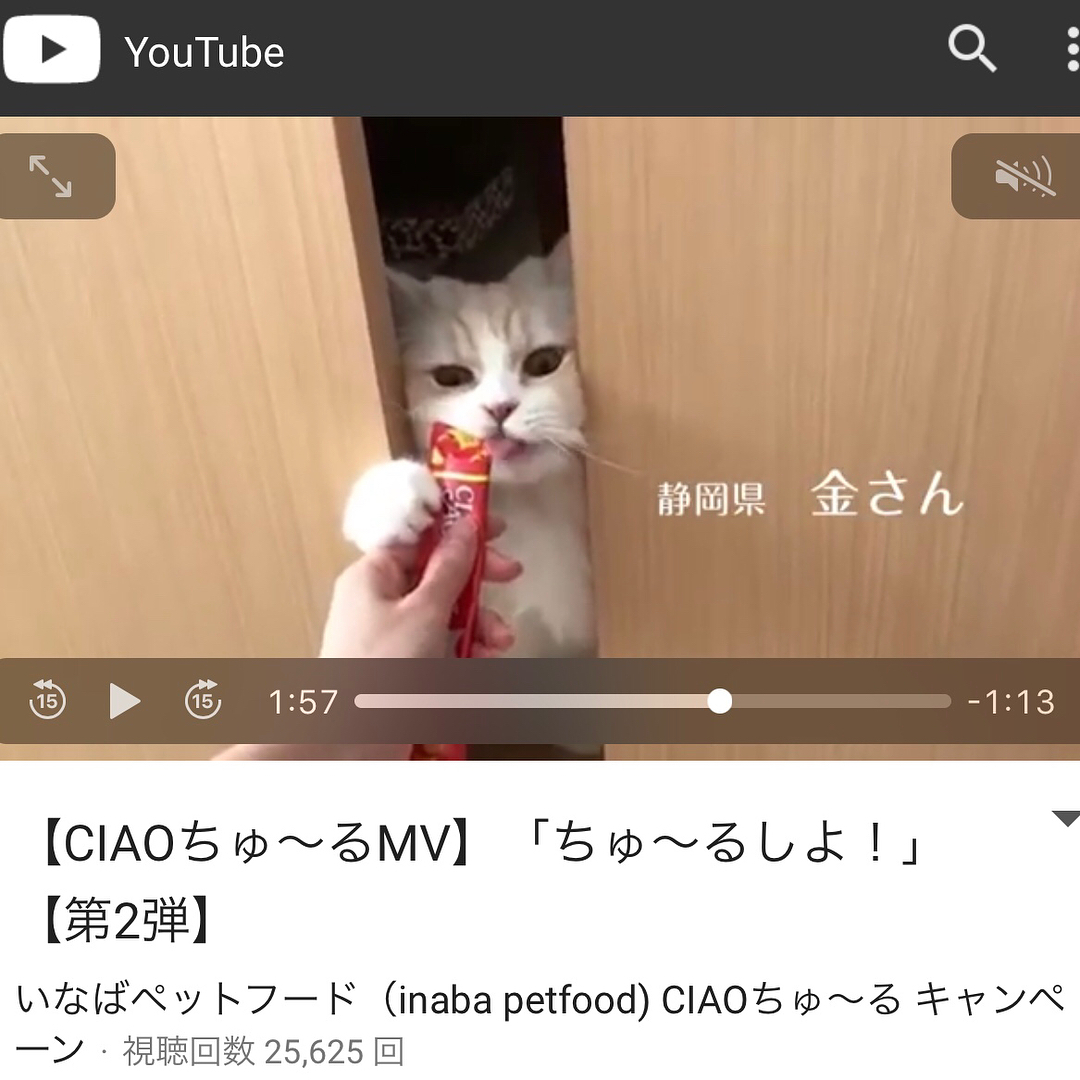 YouTube
静岡県 金さん
CIAO
15
15
1:57
-1:13
【CIAOちゅ〜るMV】「ちゅ〜るしよ！」
【第2弾】
いなばペットフード（inaba petfood) CIAOちゅ〜る キャンペ
ーン · 視聴回数 25,625 回